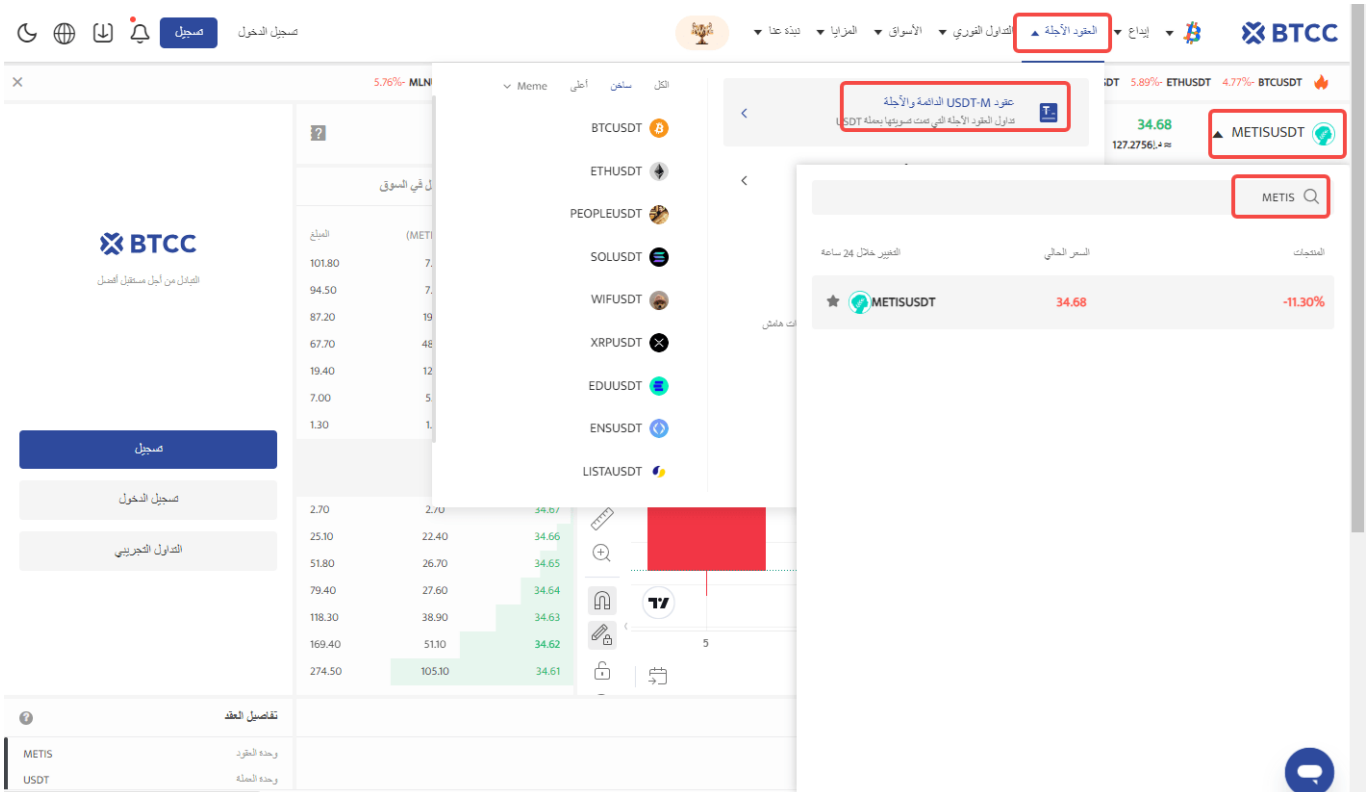 BTCC
إيداع
العقود الآجلة
التداول الفوري
الأسواق
المزايا
نبذة عنا
تسجيل الدخول
تسجيل
BTCUSDT -4.77%
ETHUSDT -5.89%
5.76%-
METISUSDT
34.68
≈ د.إ127.2756
عقود USDT-M الدائمة والآجلة
تداول العقود الآجلة التي تمت تسويتها بعملة USDT
الكل
ساخن
أعلى
Meme
BTCUSDT
ETHUSDT
PEOPLEUSDT
SOLUSDT
WIFUSDT
XRPUSDT
EDUUSDT
ENSUSDT
LISTAUSDT
METIS
المنتجات
السعر الحالي
التغيير خلال 24 ساعة
METISUSDT
34.68
-11.30%
ات هامش
ل في السوق
المبلغ
101.80
94.50
87.20
67.70
19.40
7.00
1.30
34.67 2.70 2.70
34.66 22.40 25.10
34.65 26.70 51.80
34.64 27.60 79.40
34.63 38.90 118.30
34.62 51.10 169.40
34.61 105.10 274.50
5
BTCC
التبادل من أجل مستقبل أفضل
تسجيل
تسجيل الدخول
التداول التجريبي
تفاصيل العقد
وحدة العقود
METIS
وحدة العملة
USDT